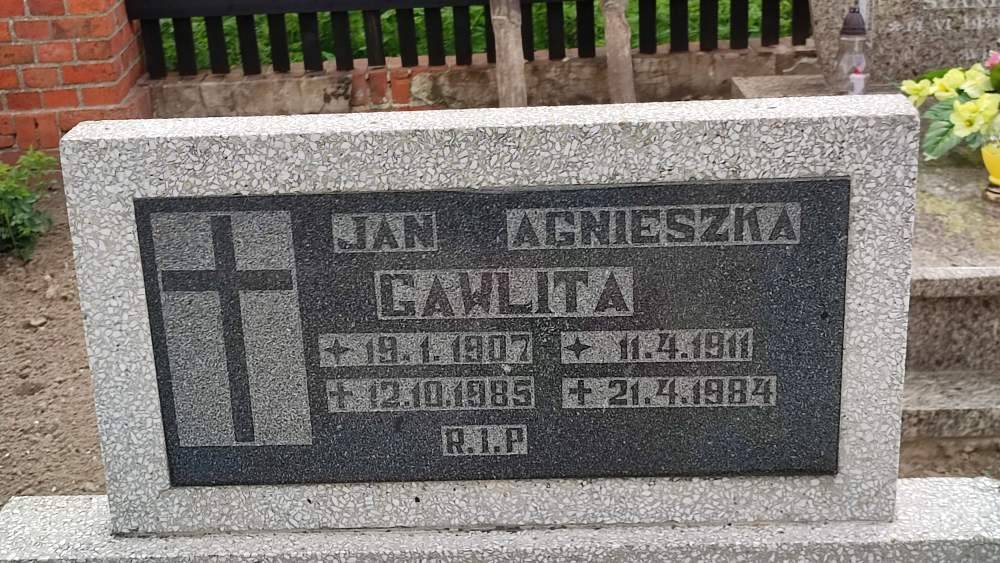 JAN AGNIESZKA
GAWLITA
✦ 19.1.1907 ✦ 11.4.1911
✝ 12.10.1985 ✝ 21.4.1984
R.I.P